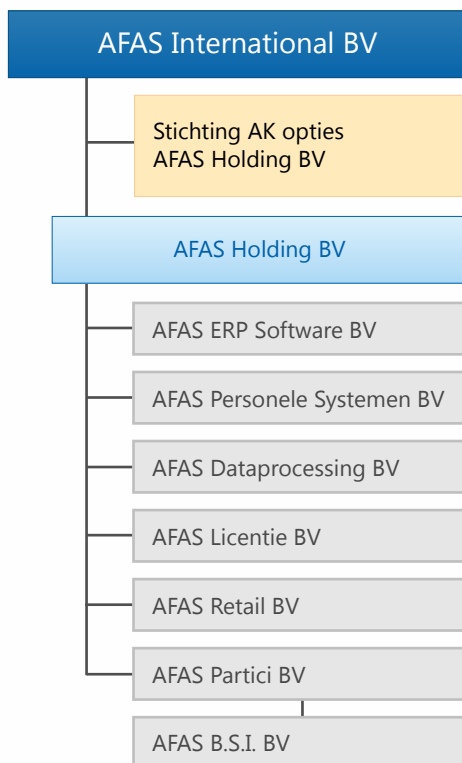 AFAS International BV
Stichting AK opties
AFAS Holding BV
AFAS Holding BV
AFAS ERP Software BV
AFAS Personele Systemen BV
AFAS Dataprocessing BV
AFAS Licentie BV
AFAS Retail BV
AFAS Partici BV
AFAS B.S.I. BV